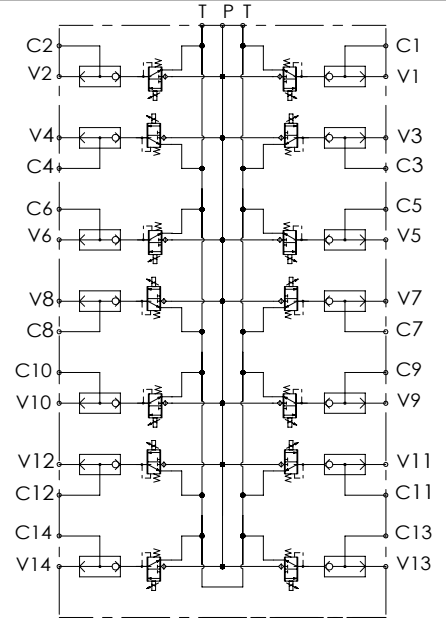 T P T
C2 C1
V2 V1
V4 V3
C4 C3
C6 C5
V6 V5
V8 V7
C8 C7
C10 C9
V10 V9
V12 V11
C12 C11
C14 C13
V14 V13